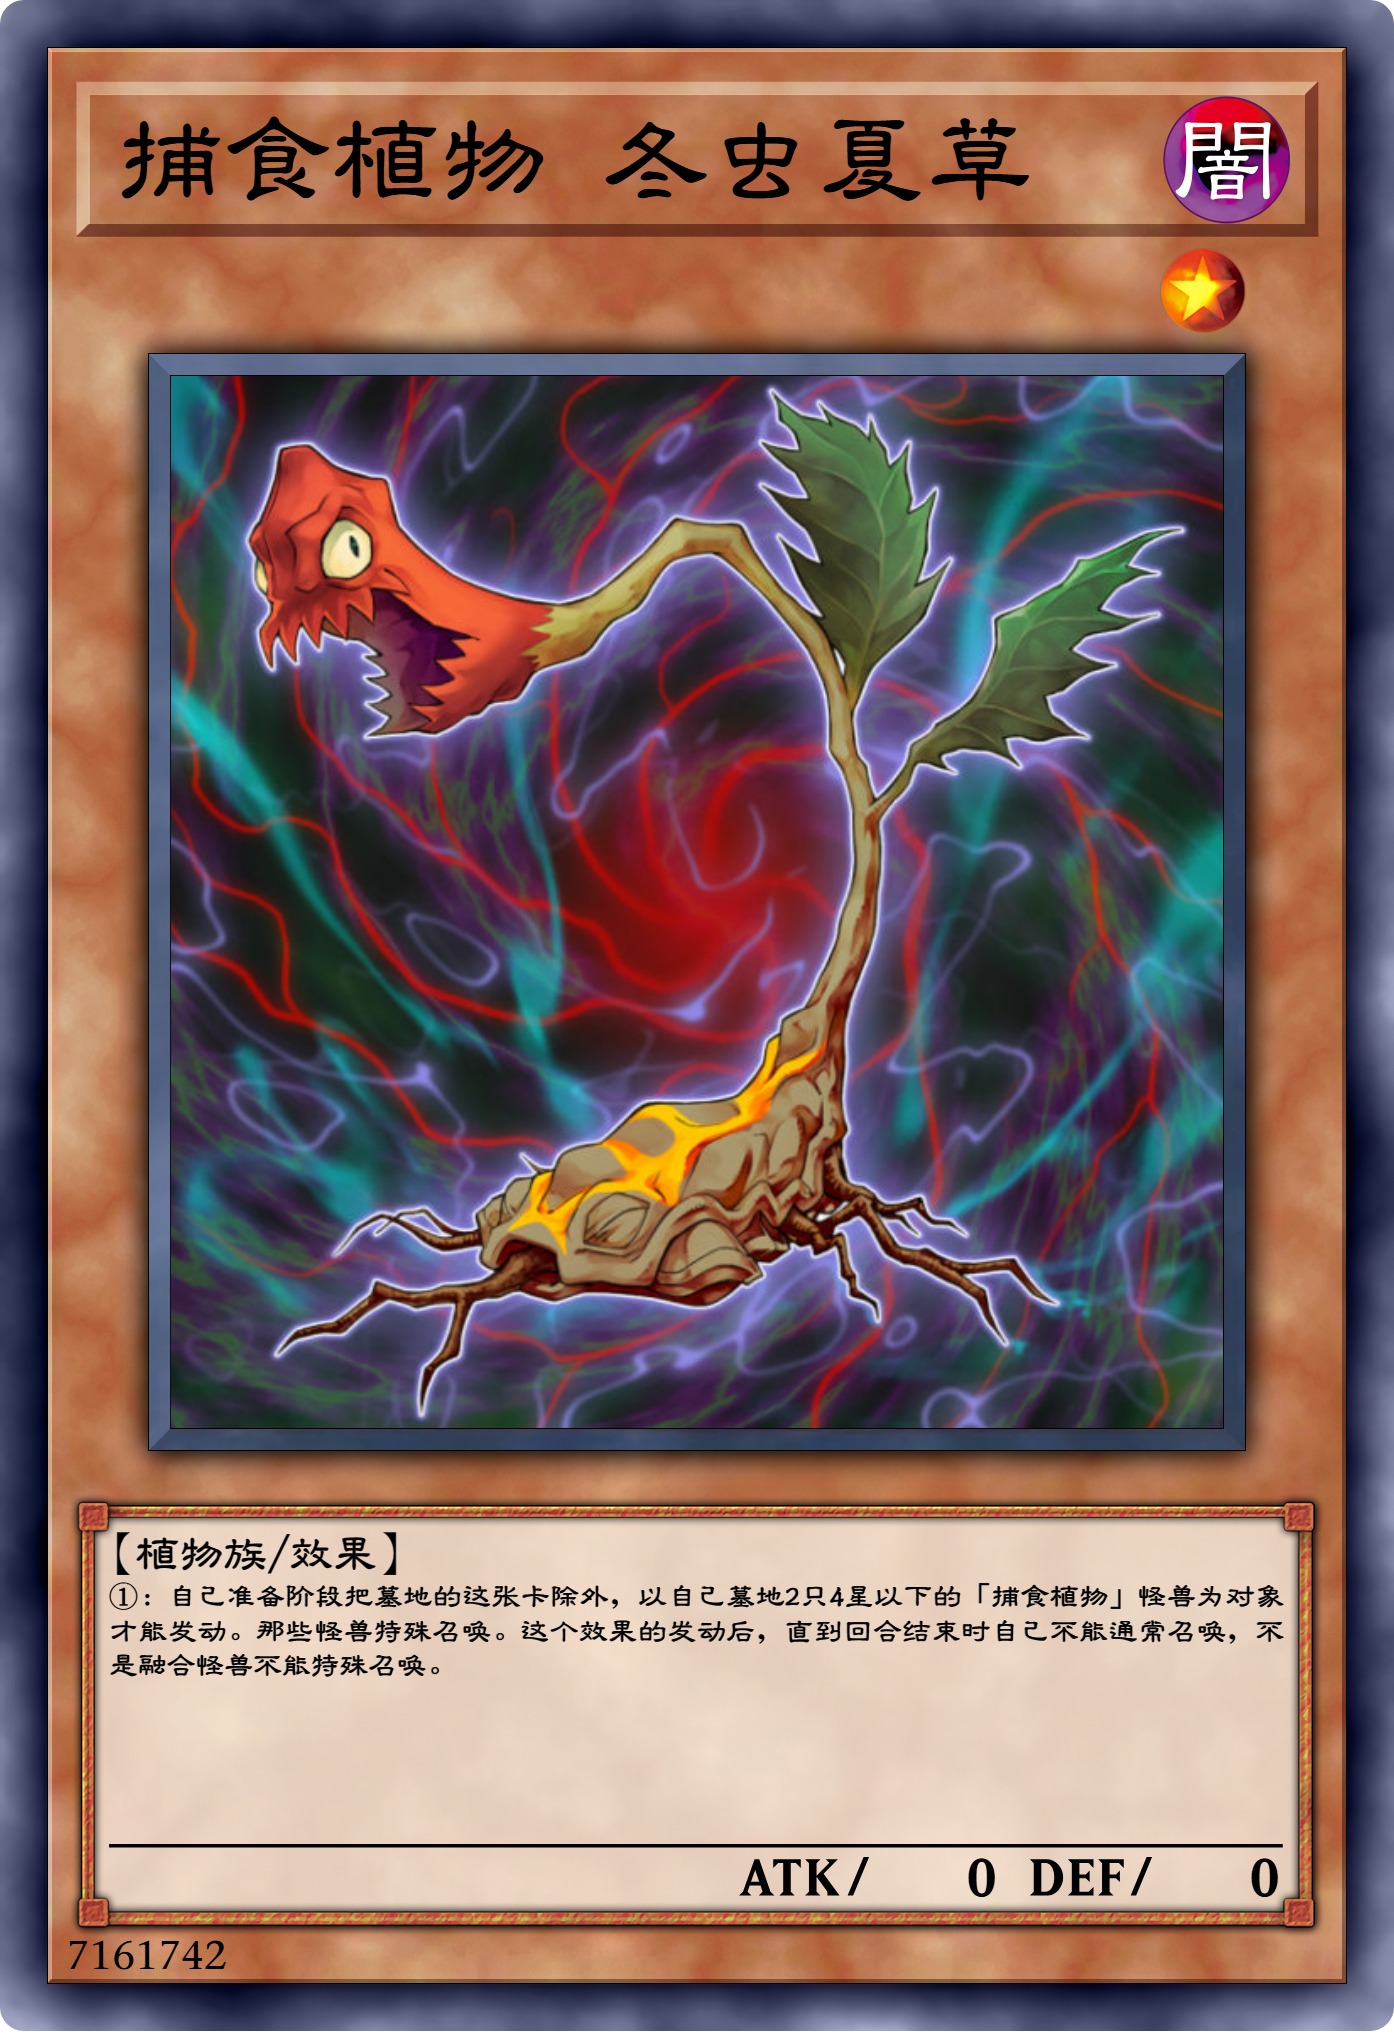 捕食植物 冬虫夏草
闇
【植物族/效果】
①：自己准备阶段把墓地的这张卡除外，以自己墓地2只4星以下的「捕食植物」怪兽为对象
才能发动。那些怪兽特殊召唤。这个效果的发动后，直到回合结束时自己不能通常召唤，不
是融合怪兽不能特殊召唤。
ATK/ 0 DEF/ 0
7161742